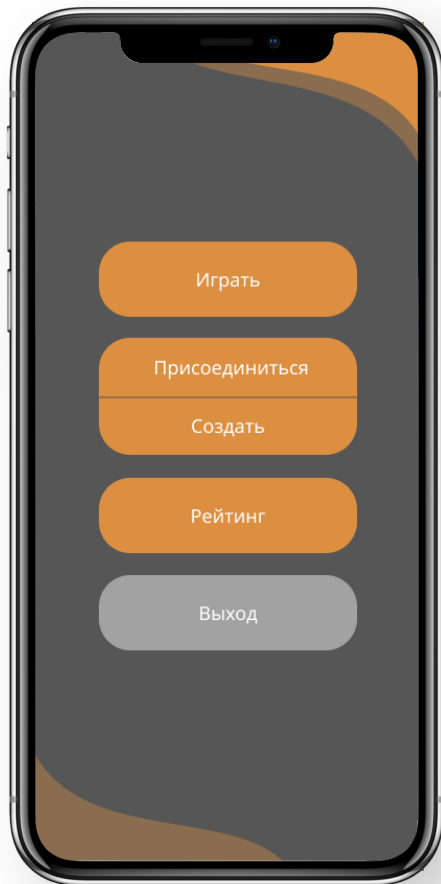 Играть
Присоединиться
Создать
Рейтинг
Выход